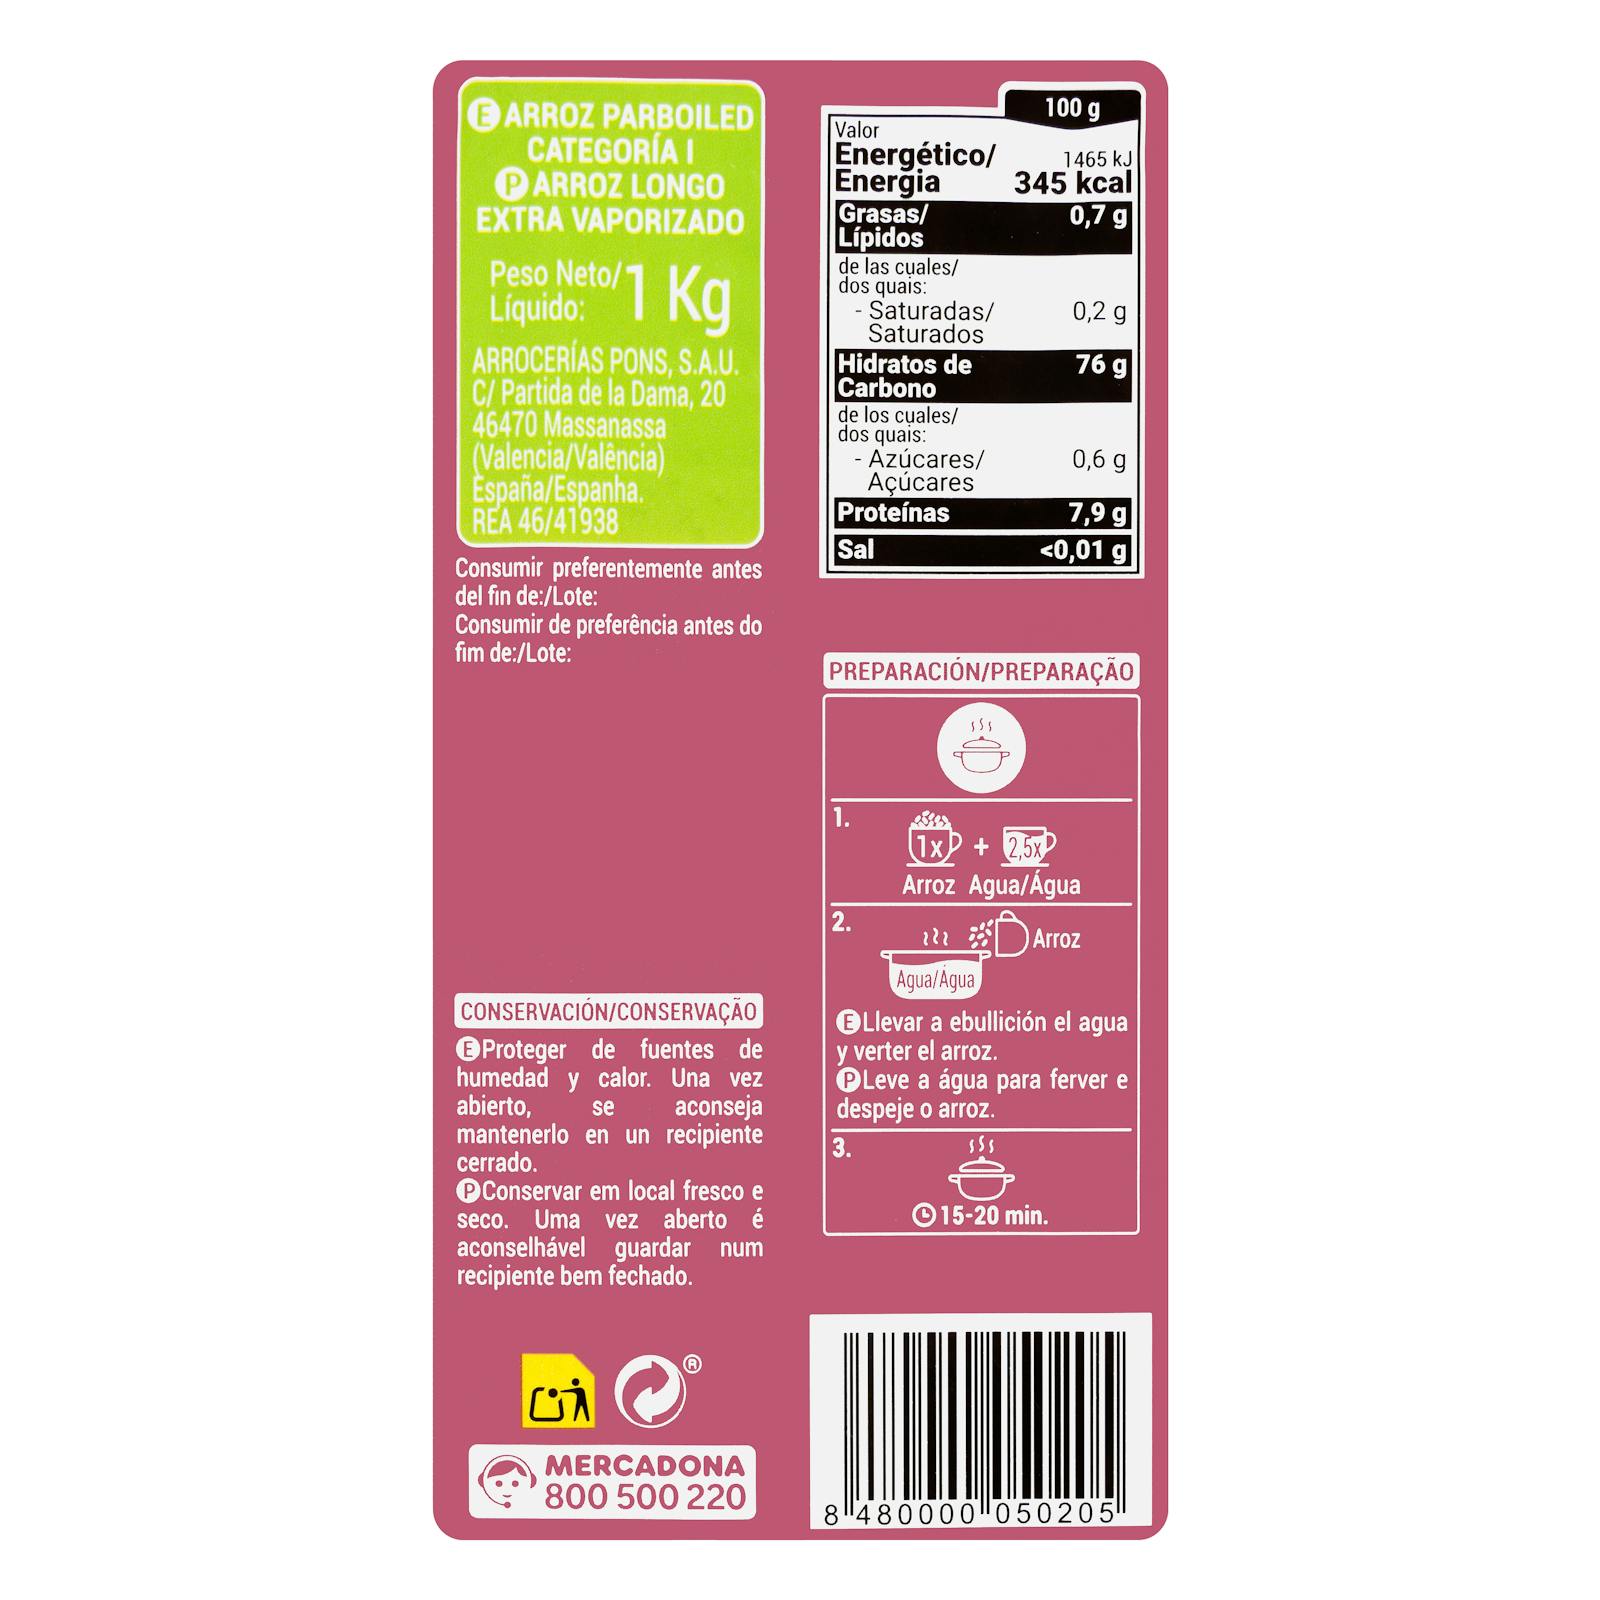 E ARROZ PARBOILED
CATEGORÍA I
P ARROZ LONGO
EXTRA VAPORIZADO
Peso Neto/
Líquido: 1 Kg
ARROCERÍAS PONS, S.A.U.
C/ Partida de la Dama, 20
46470 Massanassa
(Valencia/Valência)
España/Espanha.
REA 46/41938
Consumir preferentemente antes
del fin de:/Lote:
Consumir de preferência antes do
fim de:/Lote:
CONSERVACIÓN/CONSERVAÇÃO
E Proteger de fuentes de
humedad y calor. Una vez
abierto, se aconseja
mantenerlo en un recipiente
cerrado.
P Conservar em local fresco e
seco. Uma vez aberto é
aconselhável guardar num
recipiente bem fechado.
®
MERCADONA
800 500 220
100 g
Valor
Energético/ 1465 kJ
Energia 345 kcal
Grasas/ 0,7 g
Lípidos
de las cuales/
dos quais:
- Saturadas/ 0,2 g
Saturados
Hidratos de 76 g
Carbono
de los cuales/
dos quais:
- Azúcares/ 0,6 g
Açúcares
Proteínas 7,9 g
Sal <0,01 g
PREPARACIÓN/PREPARAÇÃO
1.
1x + 2,5x
Arroz Agua/Água
2.
Arroz
Agua/Água
E Llevar a ebullición el agua
y verter el arroz.
P Leve a água para ferver e
despeje o arroz.
3.
15-20 min.
8 480000 050205